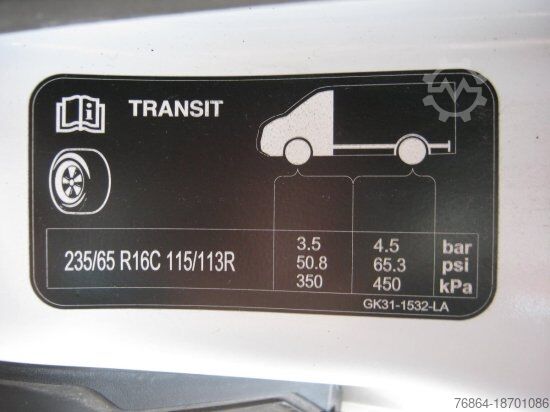 TRANSIT
235/65 R16C 115/113R
3.5 4.5 bar
50.8 65.3 psi
350 450 kPa
GK31-1532-LA
76864-18701086